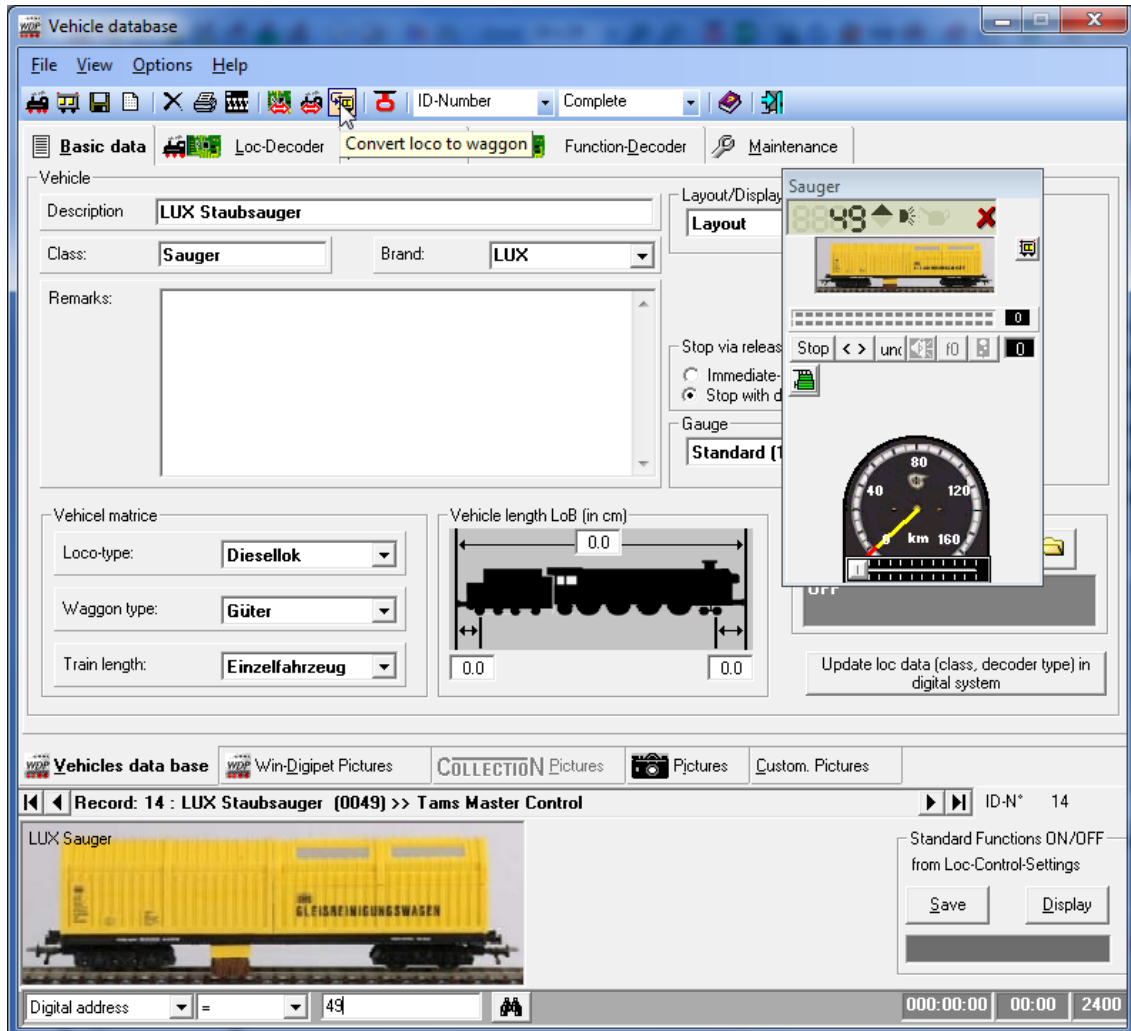 WDP Vehicle database
File View Options Help
ID-Number Complete
Basic data Loc-Decoder Function-Decoder Maintenance
Convert loco to waggon
Vehicle
Description LUX Staubsauger
Class: Sauger Brand: LUX
Remarks:
Layout/Display
Layout
Stop via releas
Immediate-
Stop with d
Gauge
Standard (1
Sauger
49
0
Stop < > f0 0
40 80 120 160
0 km
OFF
Vehicel matrice
Loco-type: Diesellok
Waggon type: Güter
Train length: Einzelfahrzeug
Vehicle length LoB (in cm)
0.0
0.0 0.0
Update loc data (class, decoder type) in
digital system
WDP Vehicles data base WDP Win-Digipet Pictures COLLECTION Pictures Pictures Custom. Pictures
Record: 14 : LUX Staubsauger (0049) >> Tams Master Control ID-N° 14
LUX Sauger
GLEISREINIGUNGSWAGEN
Standard Functions ON/OFF
from Loc-Control-Settings
Save Display
Digital address = 49 000:00:00 00:00 2400